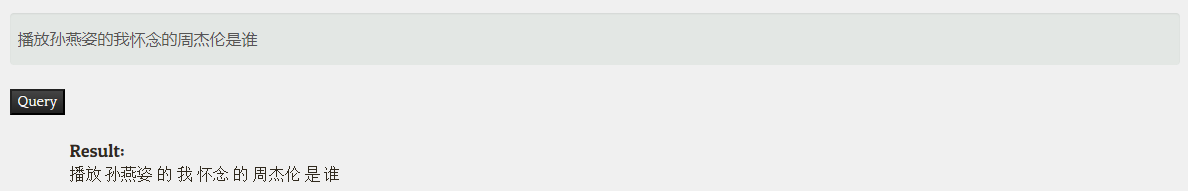 播放孙燕姿的我怀念的周杰伦是谁
Query
Result:
播放 孙燕姿 的 我 怀念 的 周杰伦 是 谁